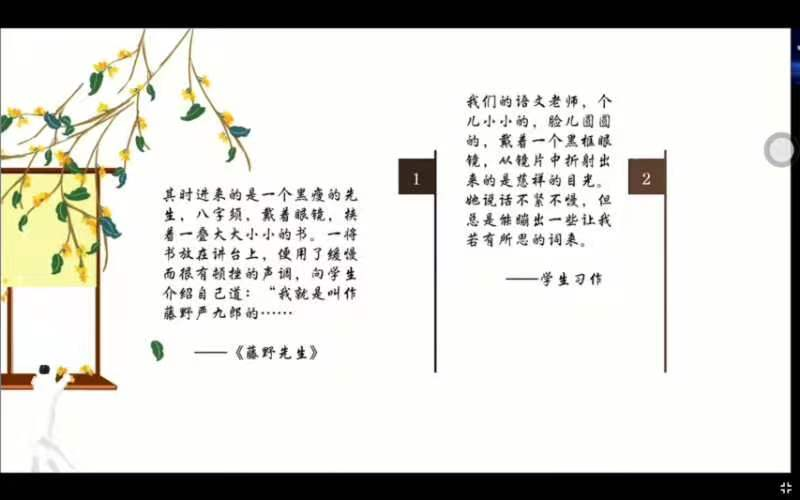 其时进来的是一个黑瘦的先
生，八字须，戴着眼镜，挟
着一叠大大小小的书。一将
书放在讲台上，便用了缓慢
而很有顿挫的声调，向学生
介绍自己道：“我就是叫作
藤野严九郎的……
——《藤野先生》
1
我们的语文老师，个
儿小小的，脸儿圆圆
的，戴着一个黑框眼
镜，从镜片中折射出
来的是慈祥的目光。
她说话不紧不慢，但
总是能蹦出一些让我
若有所思的词来。
——学生习作
2